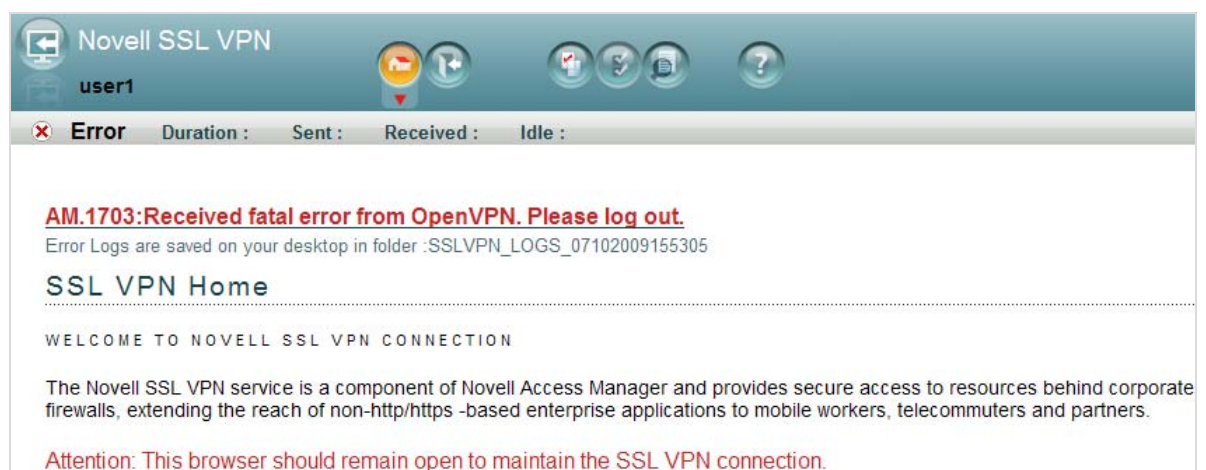 Novell SSL VPN
user1
Error Duration : Sent : Received : Idle :
AM.1703:Received fatal error from OpenVPN. Please log out.
Error Logs are saved on your desktop in folder :SSLVPN_LOGS_07102009155305
SSL VPN Home
WELCOME TO NOVELL SSL VPN CONNECTION
The Novell SSL VPN service is a component of Novell Access Manager and provides secure access to resources behind corporate
firewalls, extending the reach of non-http/https -based enterprise applications to mobile workers, telecommuters and partners.
Attention: This browser should remain open to maintain the SSL VPN connection.